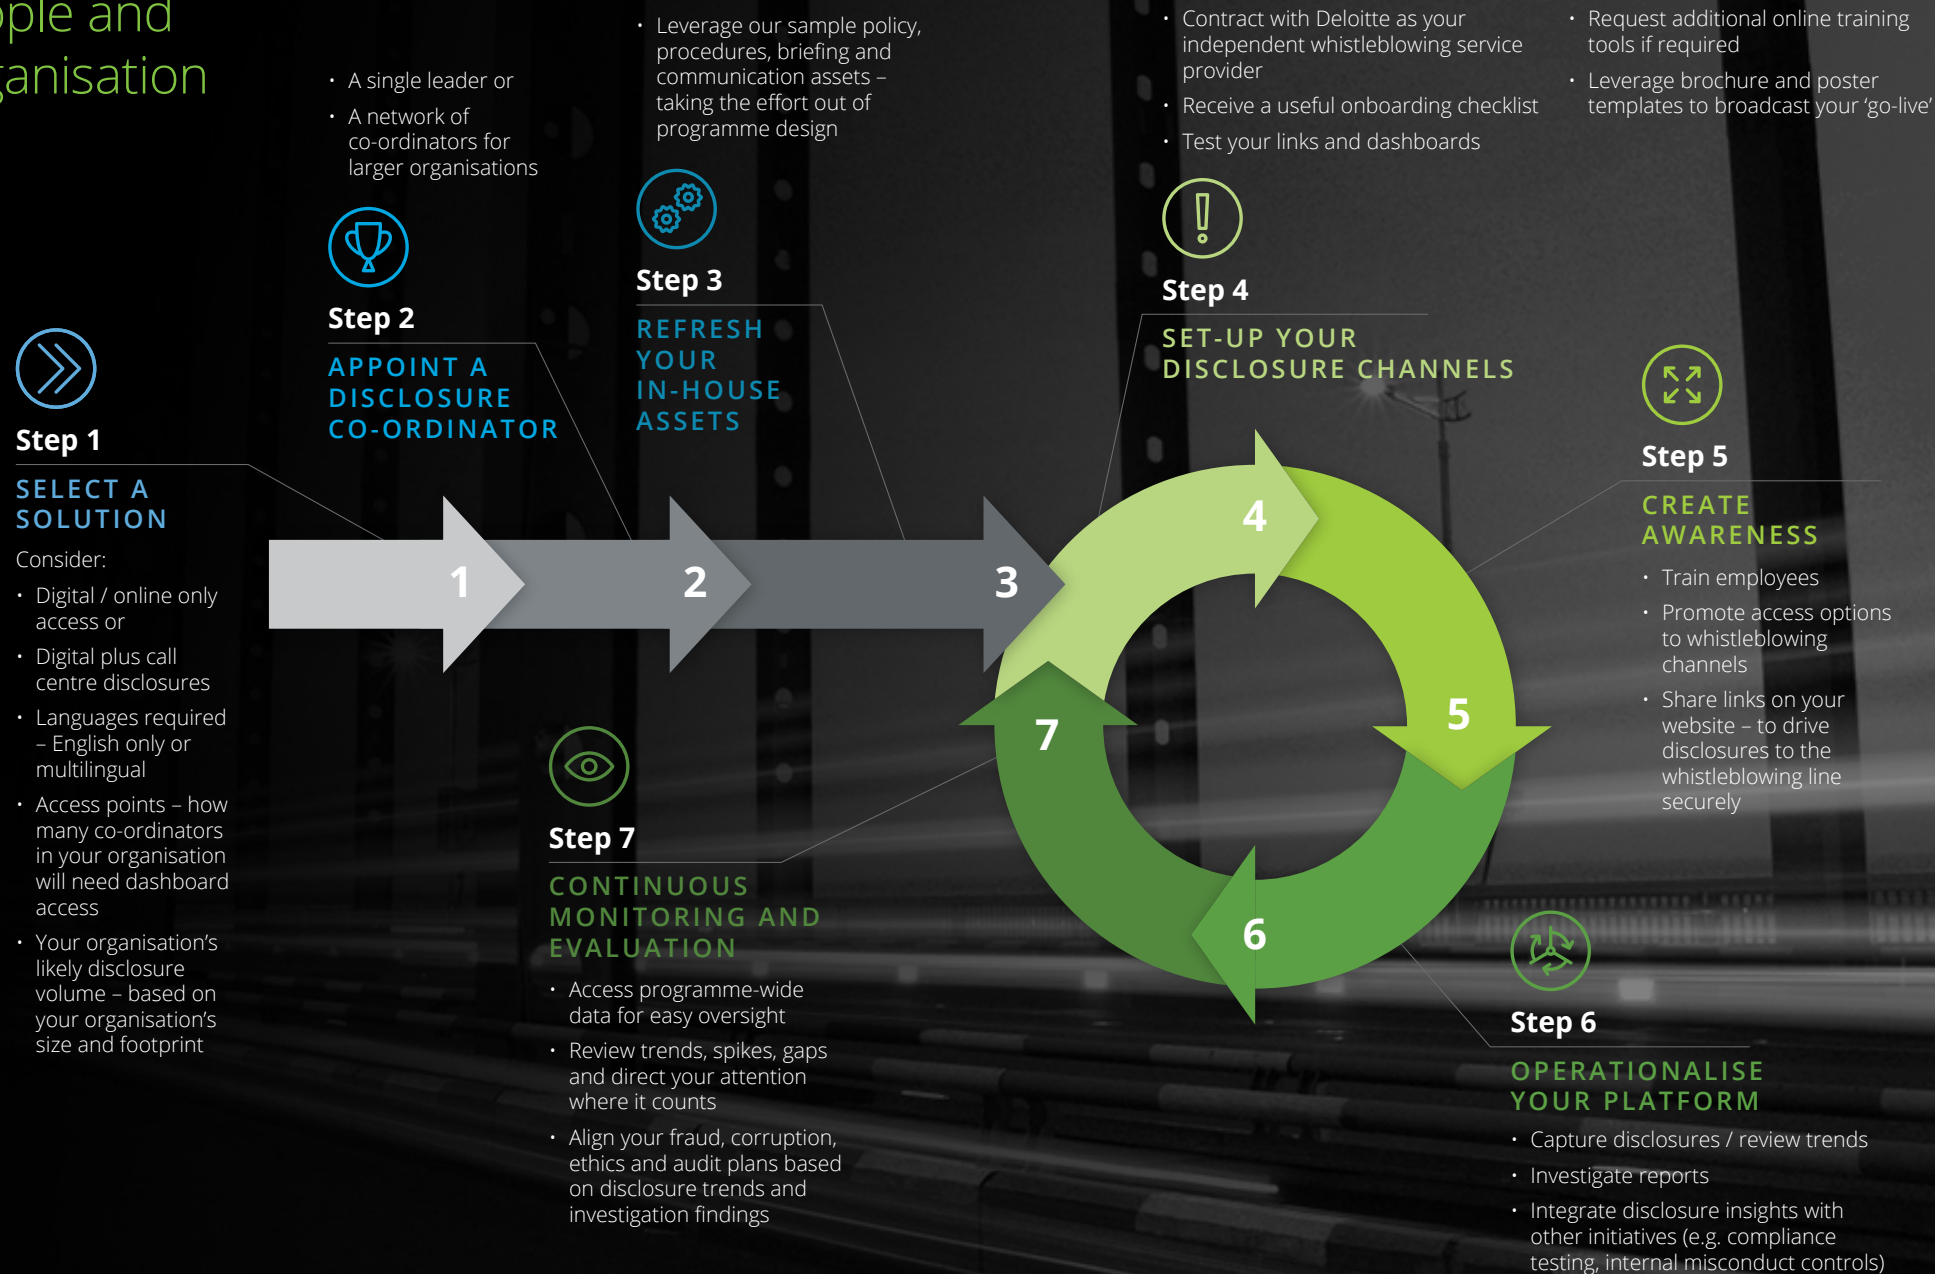 ople and
ganisation
Step 1
SELECT A
SOLUTION
Consider:
• Digital / online only
access or
• Digital plus call
centre disclosures
• Languages required
– English only or
multilingual
• Access points – how
many co-ordinators
in your organisation
will need dashboard
access
• Your organisation's
likely disclosure
volume – based on
your organisation's
size and footprint
• A single leader or
• A network of
co-ordinators for
larger organisations
Step 2
APPOINT A
DISCLOSURE
CO-ORDINATOR
• Leverage our sample policy,
procedures, briefing and
communication assets –
taking the effort out of
programme design
Step 3
REFRESH
YOUR
IN-HOUSE
ASSETS
• Contract with Deloitte as your
independent whistleblowing service
provider
• Receive a useful onboarding checklist
• Test your links and dashboards
• Request additional online training
tools if required
• Leverage brochure and poster
templates to broadcast your ‘go-live’
Step 4
SET-UP YOUR
DISCLOSURE CHANNELS
Step 5
CREATE
AWARENESS
• Train employees
• Promote access options
to whistleblowing
channels
• Share links on your
website – to drive
disclosures to the
whistleblowing line
securely
1
2
3
4
5
6
7
Step 6
OPERATIONALISE
YOUR PLATFORM
• Capture disclosures / review trends
• Investigate reports
• Integrate disclosure insights with
other initiatives (e.g. compliance
testing, internal misconduct controls)
Step 7
CONTINUOUS
MONITORING AND
EVALUATION
• Access programme-wide
data for easy oversight
• Review trends, spikes, gaps
and direct your attention
where it counts
• Align your fraud, corruption,
ethics and audit plans based
on disclosure trends and
investigation findings